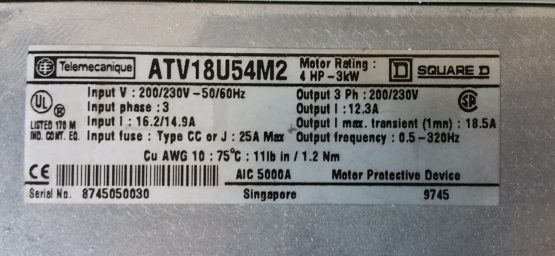 Telemecanique ATV18U54M2 Motor Rating : 4 HP - 3kW SQUARE D
Input V : 200/230V - 50/60Hz Output 3 Ph : 200/230V
Input phase : 3 Output I : 12.3A
Input I : 16.2/14.9A Output I max. transient (1mn) : 18.5A
Input fuse : Type CC or J : 25A Max Output frequency : 0.5 - 320Hz
UL
LISTED 179 M
IND. CONT. EQ.
Cu AWG 10 : 75°C : 11lb in / 1.2 Nm
CE AIC 5000A Motor Protective Device
Serial No. 8745050030 Singapore 9745